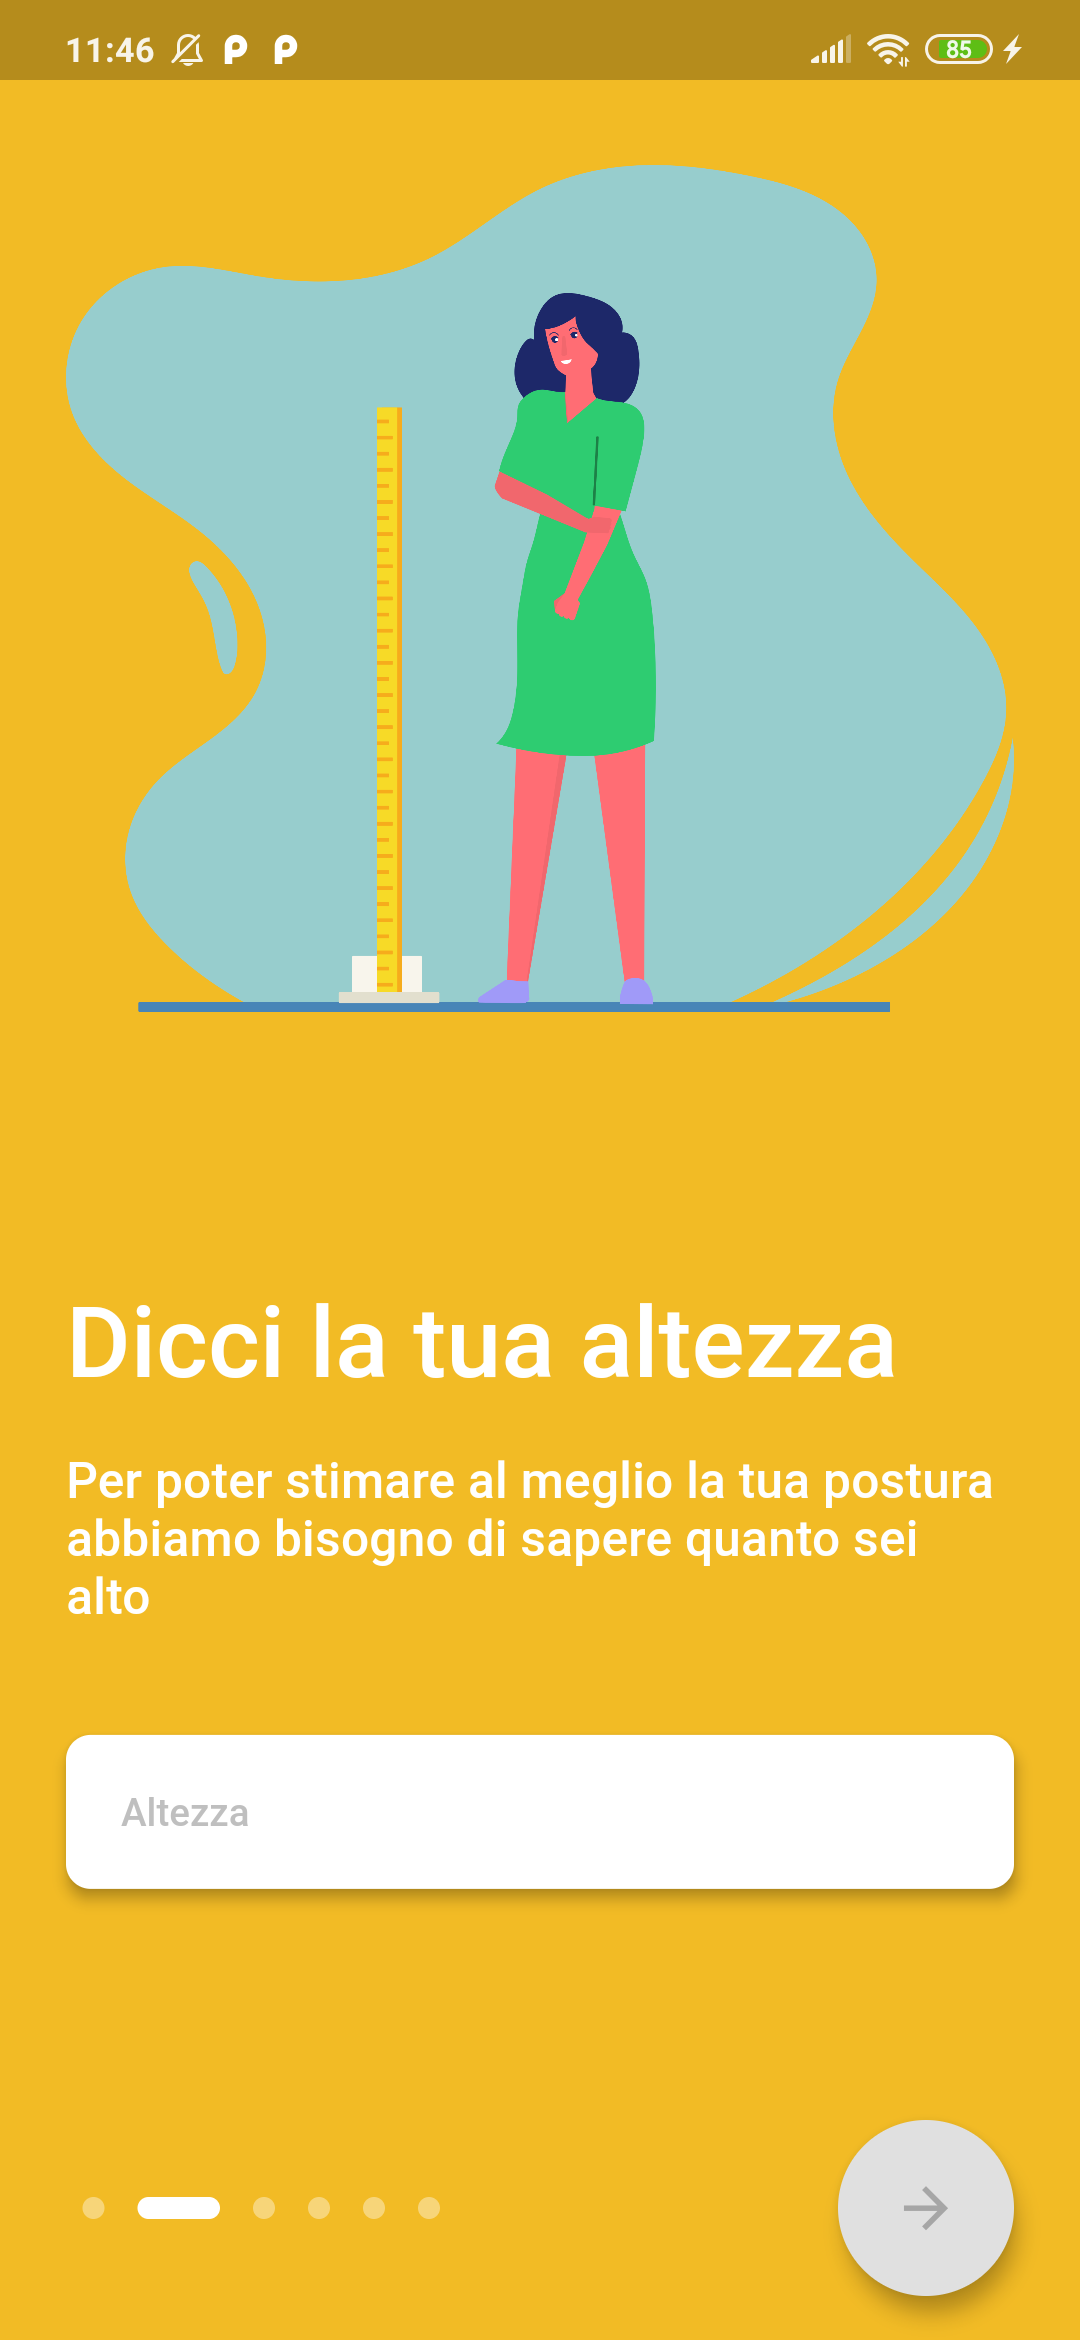 11:46
85
Dicci la tua altezza
Per poter stimare al meglio la tua postura
abbiamo bisogno di sapere quanto sei
alto
Altezza